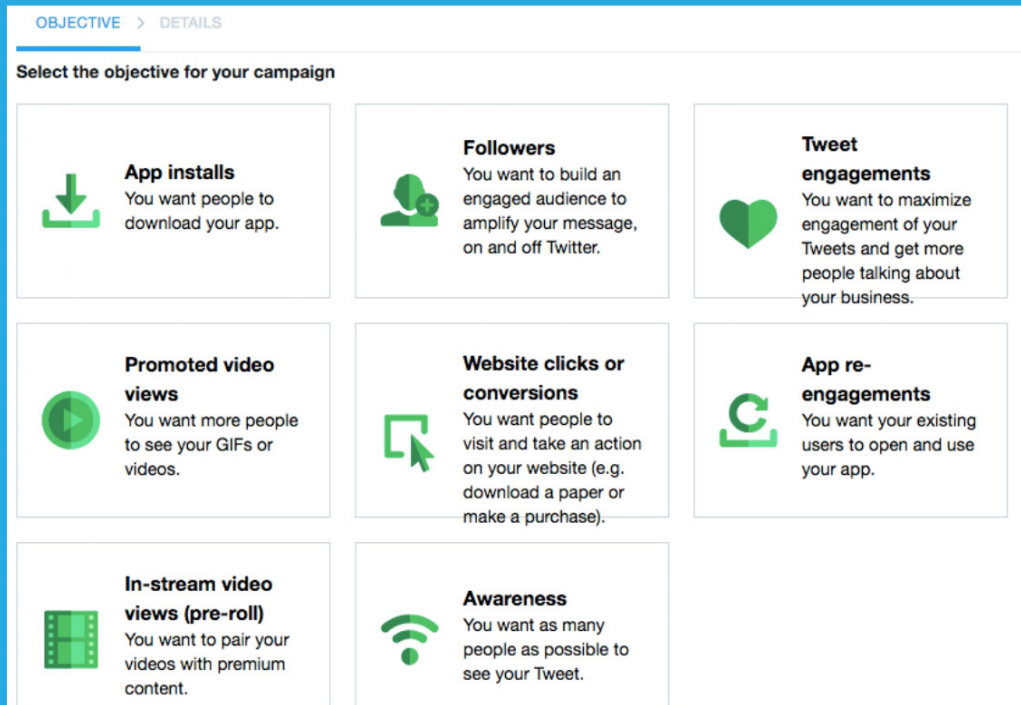 OBJECTIVE > DETAILS
Select the objective for your campaign
App installs
You want people to
download your app.
Followers
You want to build an
engaged audience to
amplify your message,
on and off Twitter.
Tweet
engagements
You want to maximize
engagement of your
Tweets and get more
people talking about
your business.
Promoted video
views
You want more people
to see your GIFs or
videos.
Website clicks or
conversions
You want people to
visit and take an action
on your website (e.g.
download a paper or
make a purchase).
App re-
engagements
You want your existing
users to open and use
your app.
In-stream video
views (pre-roll)
You want to pair your
videos with premium
content.
Awareness
You want as many
people as possible to
see your Tweet.